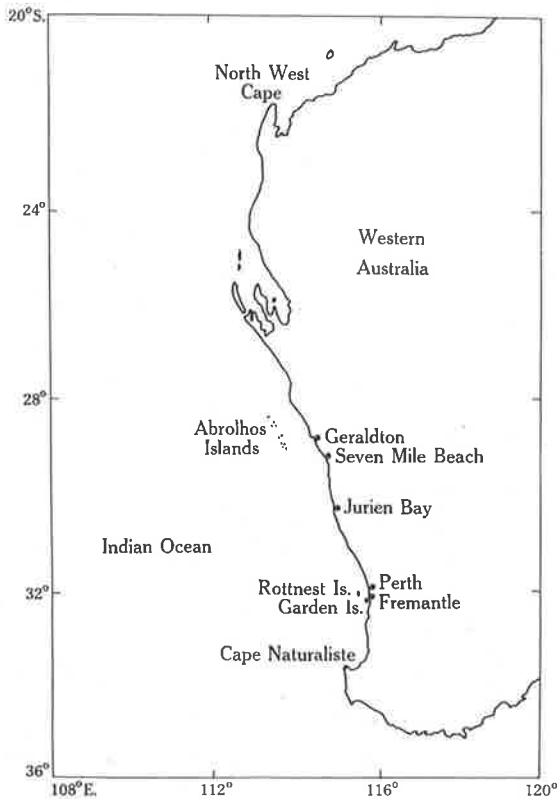 20°S.
North West
Cape
24°
Western
Australia
28°
Abrolhos
Islands
Geraldton
Seven Mile Beach
Jurien Bay
Indian Ocean
32°
Rottnest Is.
Perth
Garden Is.
Fremantle
Cape Naturaliste
36°
108°E.
112°
116°
120°